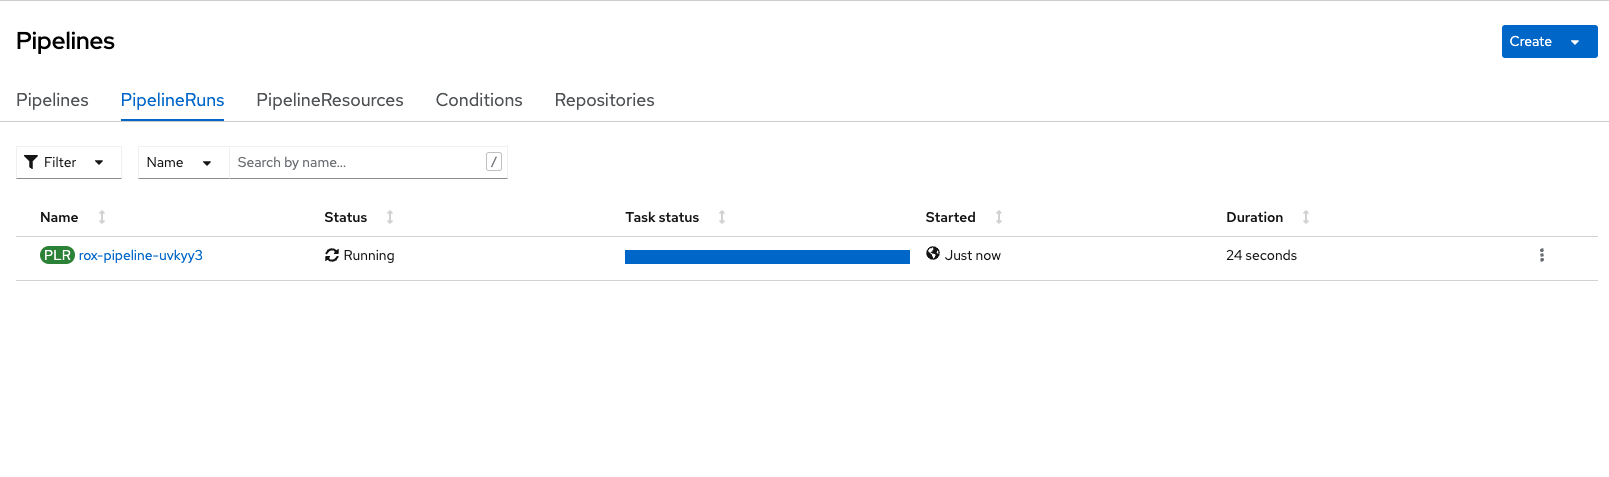 Pipelines
Create
Pipelines PipelineRuns PipelineResources Conditions Repositories
Filter Name Search by name... /
Name Status Task status Started Duration
PLR rox-pipeline-uvkyy3 Running Just now 24 seconds